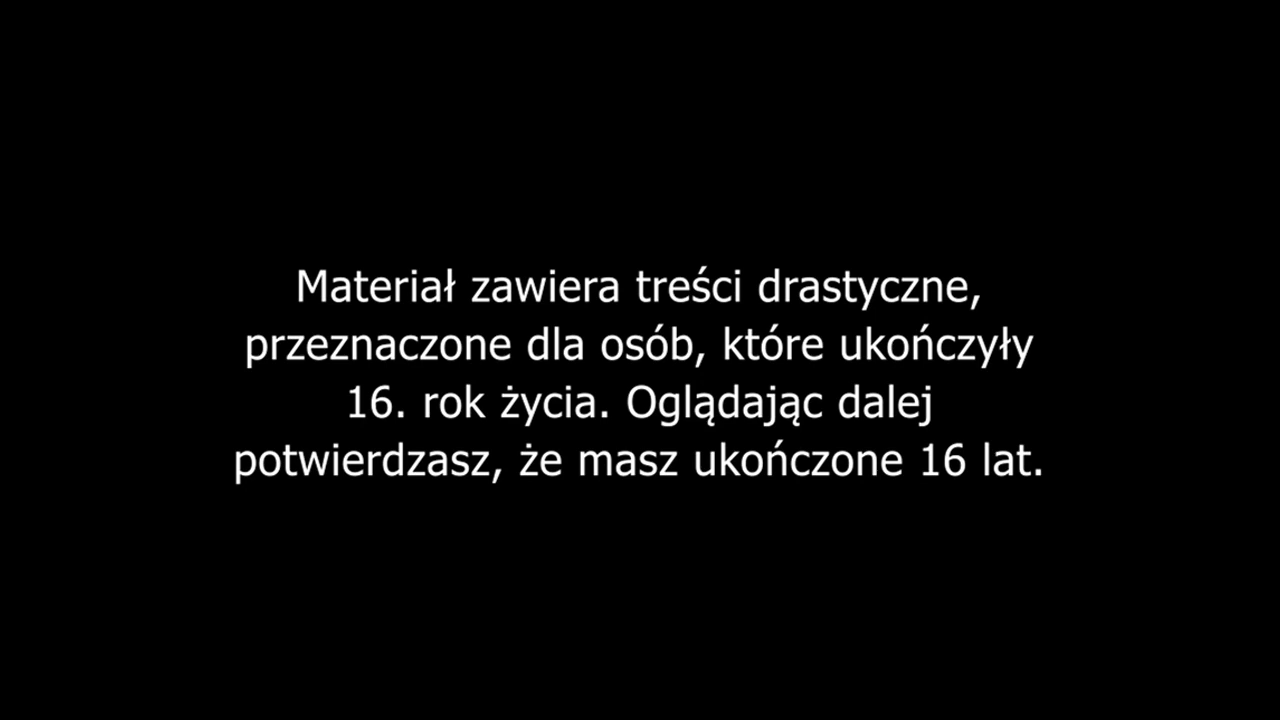 Materiał zawiera treści drastyczne,
przeznaczone dla osób, które ukończyły
16. rok życia. Oglądając dalej
potwierdzasz, że masz ukończone 16 lat.